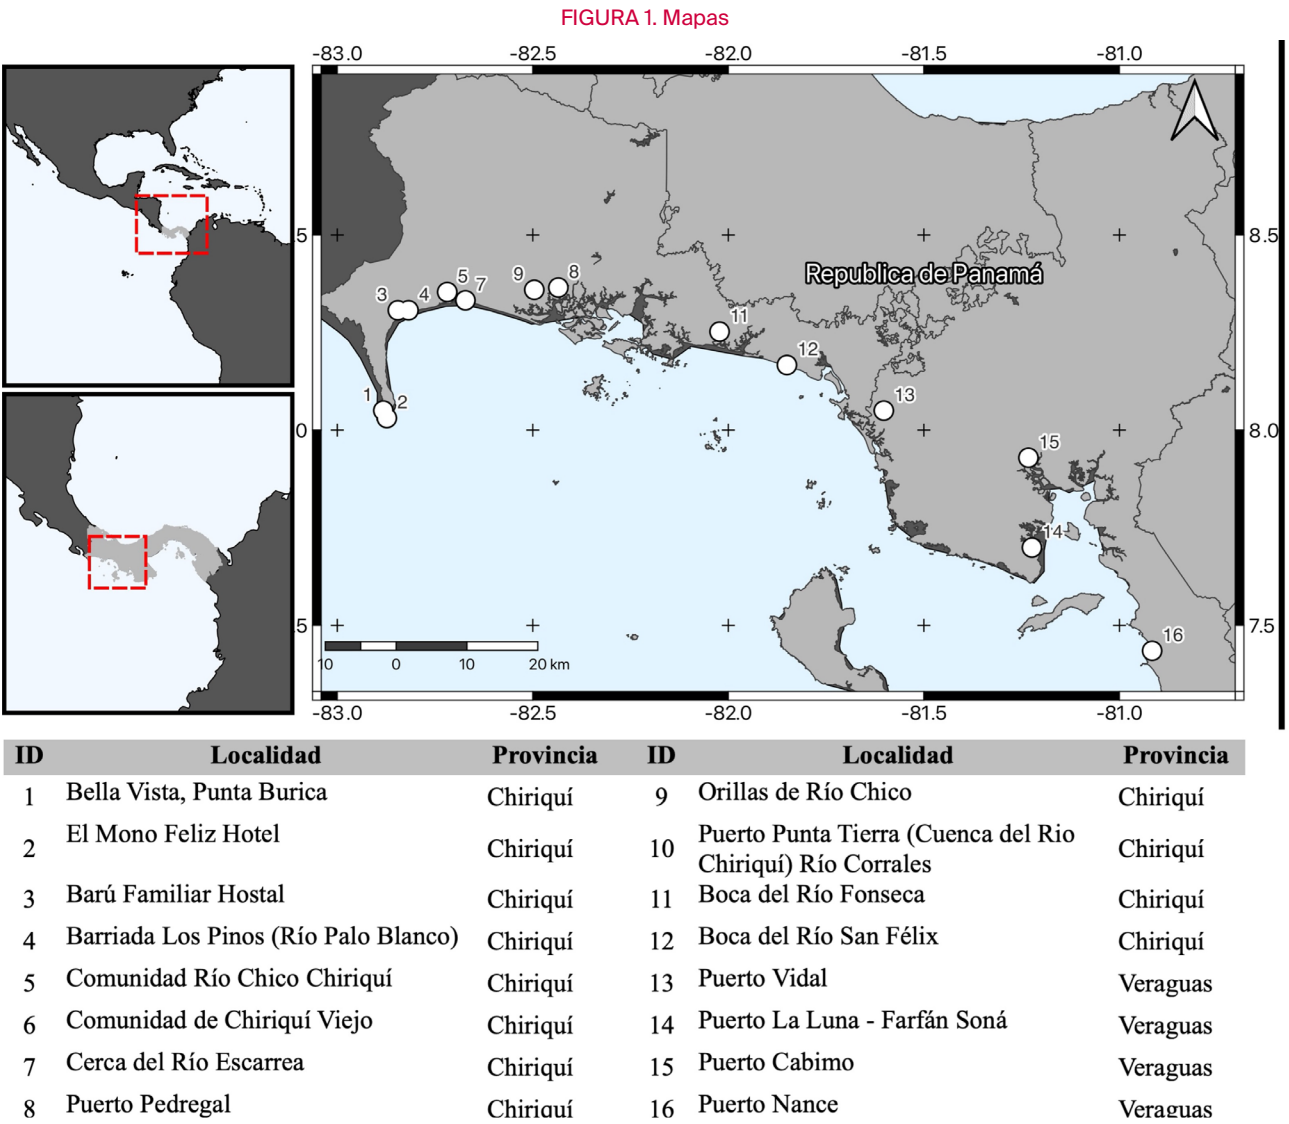 FIGURA 1. Mapas
-83.0 -82.5 -82.0 -81.5 -81.0
5 8.5
Republica de Panamá
3 4 5 7 9 8
11
12
1 2
13
0 8.0
15
14
5 7.5
16
10 0 10 20 km
-83.0 -82.5 -82.0 -81.5 -81.0
ID Localidad Provincia ID Localidad Provincia
1 Bella Vista, Punta Burica Chiriquí 9 Orillas de Río Chico Chiriquí
2 El Mono Feliz Hotel Chiriquí 10 Puerto Punta Tierra (Cuenca del Rio
Chiriquí) Río Corrales Chiriquí
3 Barú Familiar Hostal Chiriquí 11 Boca del Río Fonseca Chiriquí
4 Barriada Los Pinos (Río Palo Blanco) Chiriquí 12 Boca del Río San Félix Chiriquí
5 Comunidad Río Chico Chiriquí Chiriquí 13 Puerto Vidal Veraguas
6 Comunidad de Chiriquí Viejo Chiriquí 14 Puerto La Luna - Farfán Soná Veraguas
7 Cerca del Río Escarrea Chiriquí 15 Puerto Cabimo Veraguas
8 Puerto Pedregal Chiriquí 16 Puerto Nance Veraguas